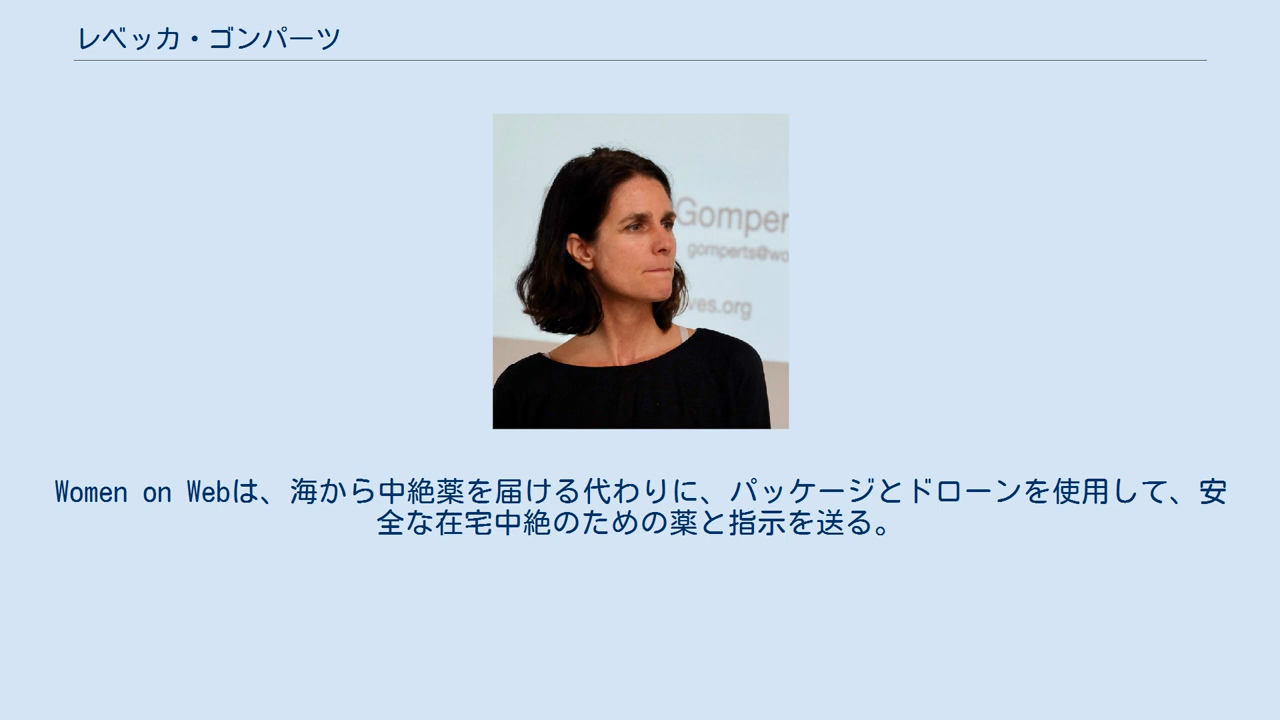 レベッカ・ゴンパーツ
Gomper
gomperts@wo
ves.org
Women on Webは、海から中絶薬を届ける代わりに、パッケージとドローンを使用して、安
全な在宅中絶のための薬と指示を送る。